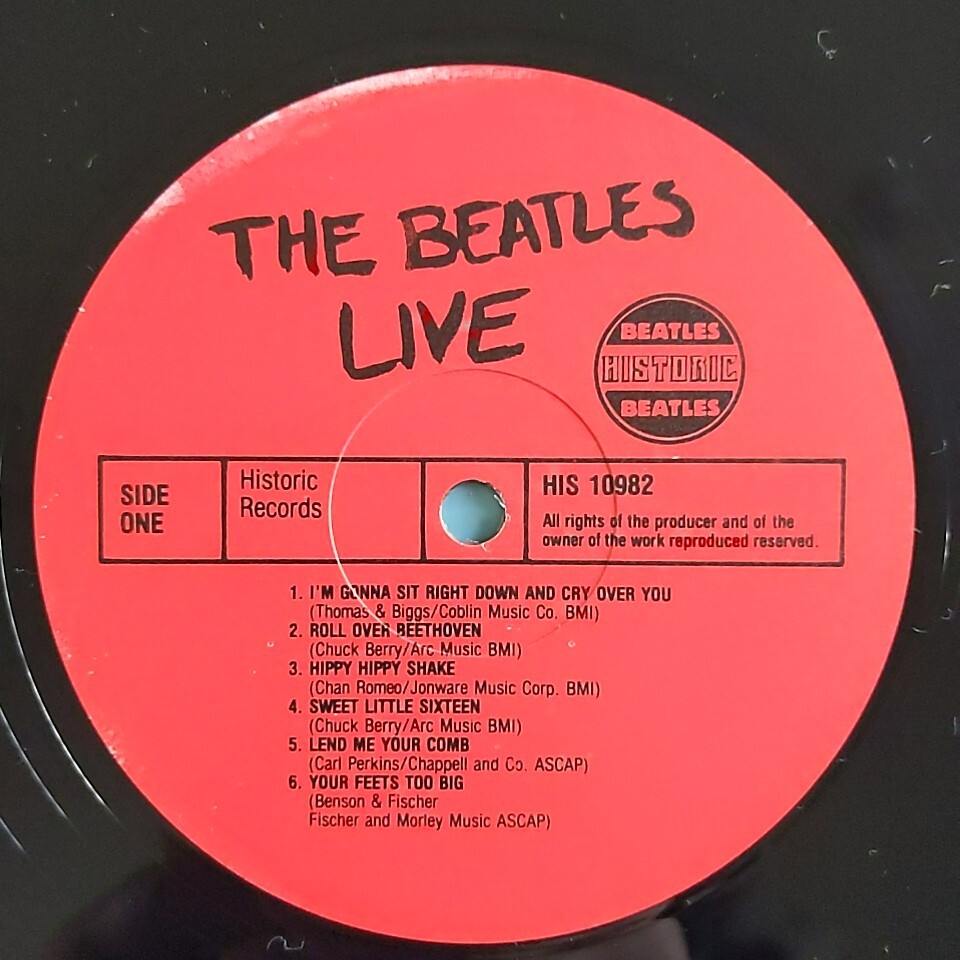 THE BEATLES
LIVE
BEATLES
HISTORIC
BEATLES
SIDE
ONE
Historic
Records
HIS 10982
All rights of the producer and of the
owner of the work reproduced reserved.
1. I'M GONNA SIT RIGHT DOWN AND CRY OVER YOU
(Thomas & Biggs/Coblin Music Co. BMI)
2. ROLL OVER BEETHOVEN
(Chuck Berry/Arc Music BMI)
3. HIPPY HIPPY SHAKE
(Chan Romeo/Jonware Music Corp. BMI)
4. SWEET LITTLE SIXTEEN
(Chuck Berry/Arc Music BMI)
5. LEND ME YOUR COMB
(Carl Perkins/Chappell and Co. ASCAP)
6. YOUR FEETS TOO BIG
(Benson & Fischer
Fischer and Morley Music ASCAP)